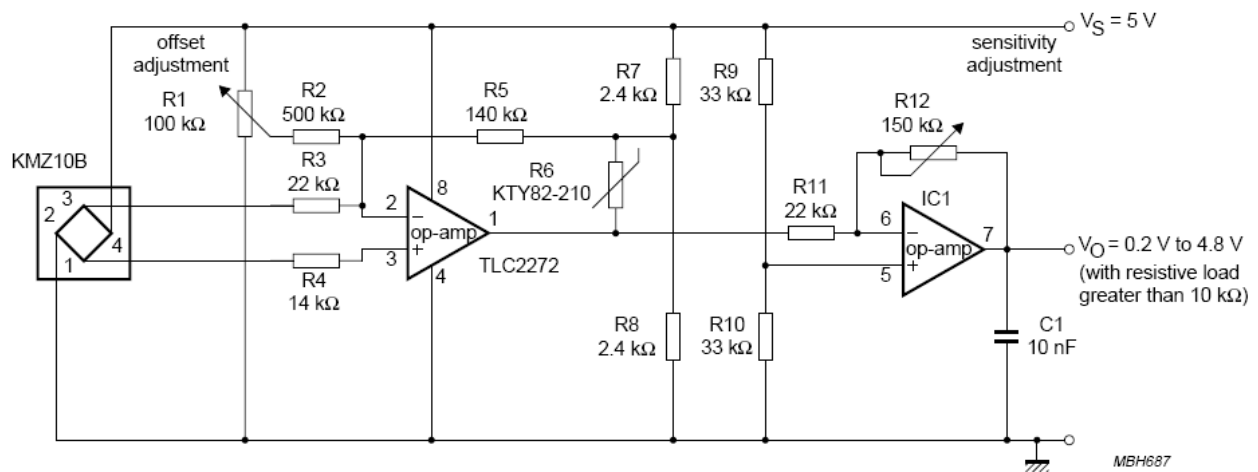 V_S = 5 V
offset
adjustment
sensitivity
adjustment
R1
100 kΩ
R2
500 kΩ
R5
140 kΩ
R7
2.4 kΩ
R9
33 kΩ
R12
150 kΩ
KMZ10B
3
2
4
1
R3
22 kΩ
R4
14 kΩ
2
8
−
op-amp
+
3
4
1
TLC2272
R6
KTY82-210
R11
22 kΩ
IC1
6
−
op-amp
+
5
7
V_O = 0.2 V to 4.8 V
(with resistive load
greater than 10 kΩ)
R8
2.4 kΩ
R10
33 kΩ
C1
10 nF
MBH687